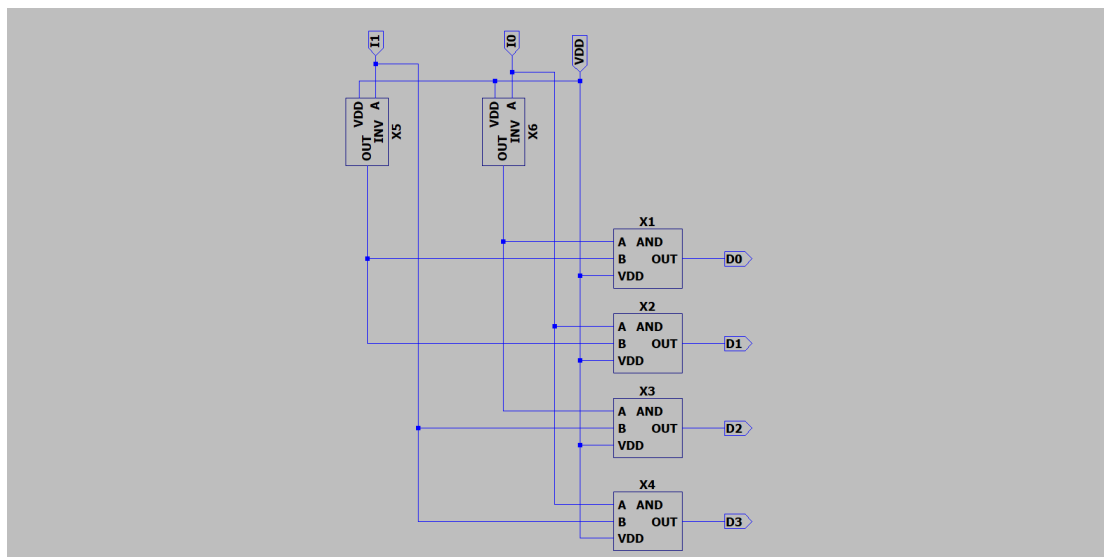 I1
I0
VDD
VDD
A
INV
OUT
X5
VDD
A
INV
OUT
X6
X1
A AND
B OUT
VDD
D0
X2
A AND
B OUT
VDD
D1
X3
A AND
B OUT
VDD
D2
X4
A AND
B OUT
VDD
D3